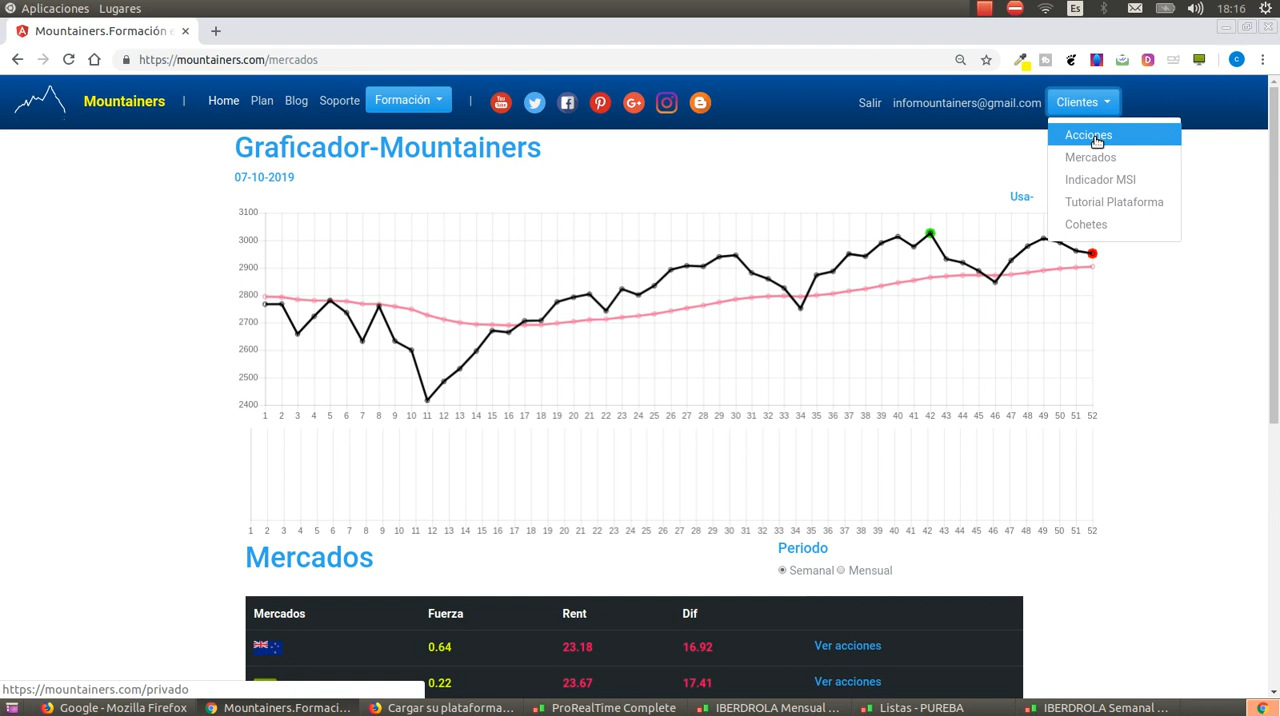 Aplicaciones Lugares Es 18:16
Mountainers.Formación e
https://mountainers.com/mercados
Mountainers | Home Plan Blog Soporte Formación | Salir infomountainers@gmail.com Clientes
Acciones
Mercados
Indicador MSI
Tutorial Plataforma
Cohetes
Graficador-Mountainers
07-10-2019
Usa-
3100
3000
2900
2800
2700
2600
2500
2400
1 2 3 4 5 6 7 8 9 10 11 12 13 14 15 16 17 18 19 20 21 22 23 24 25 26 27 28 29 30 31 32 33 34 35 36 37 38 39 40 41 42 43 44 45 46 47 48 49 50 51 52
1 2 3 4 5 6 7 8 9 10 11 12 13 14 15 16 17 18 19 20 21 22 23 24 25 26 27 28 29 30 31 32 33 34 35 36 37 38 39 40 41 42 43 44 45 46 47 48 49 50 51 52
Mercados
Periodo
Semanal Mensual
Mercados Fuerza Rent Dif
0.64 23.18 16.92 Ver acciones
0.22 23.67 17.41 Ver acciones
https://mountainers.com/privado
Google - Mozilla Firefox Mountainers.Formaci... Cargar su plataforma... ProRealTime Complete IBERDROLA Mensual ... Listas - PUREBA IBERDROLA Semanal ...